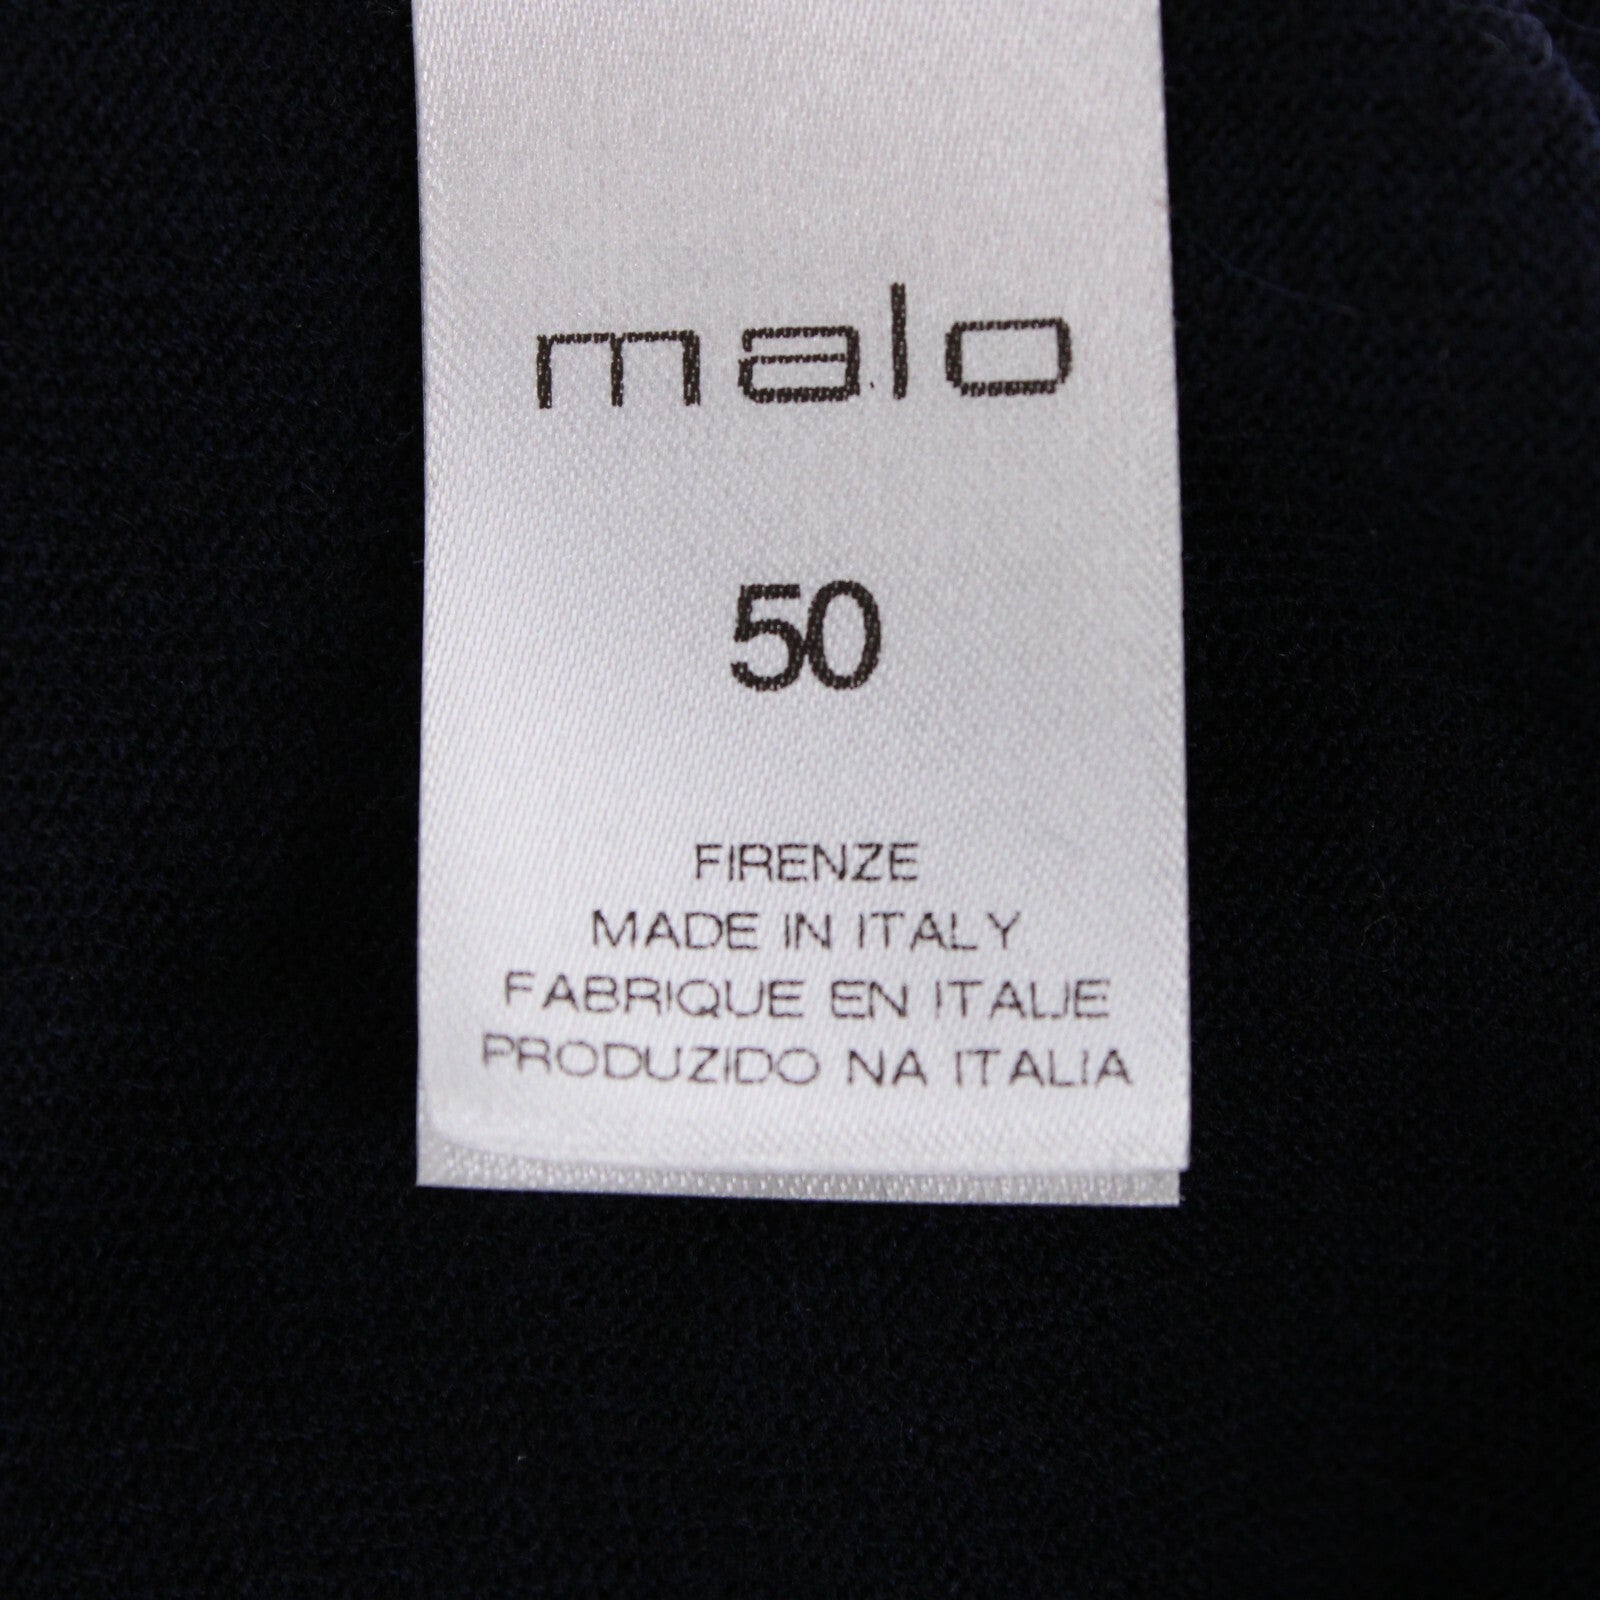 malo
50
FIRENZE
MADE IN ITALY
FABRIQUE EN ITALIE
PRODUZIDO NA ITALIA